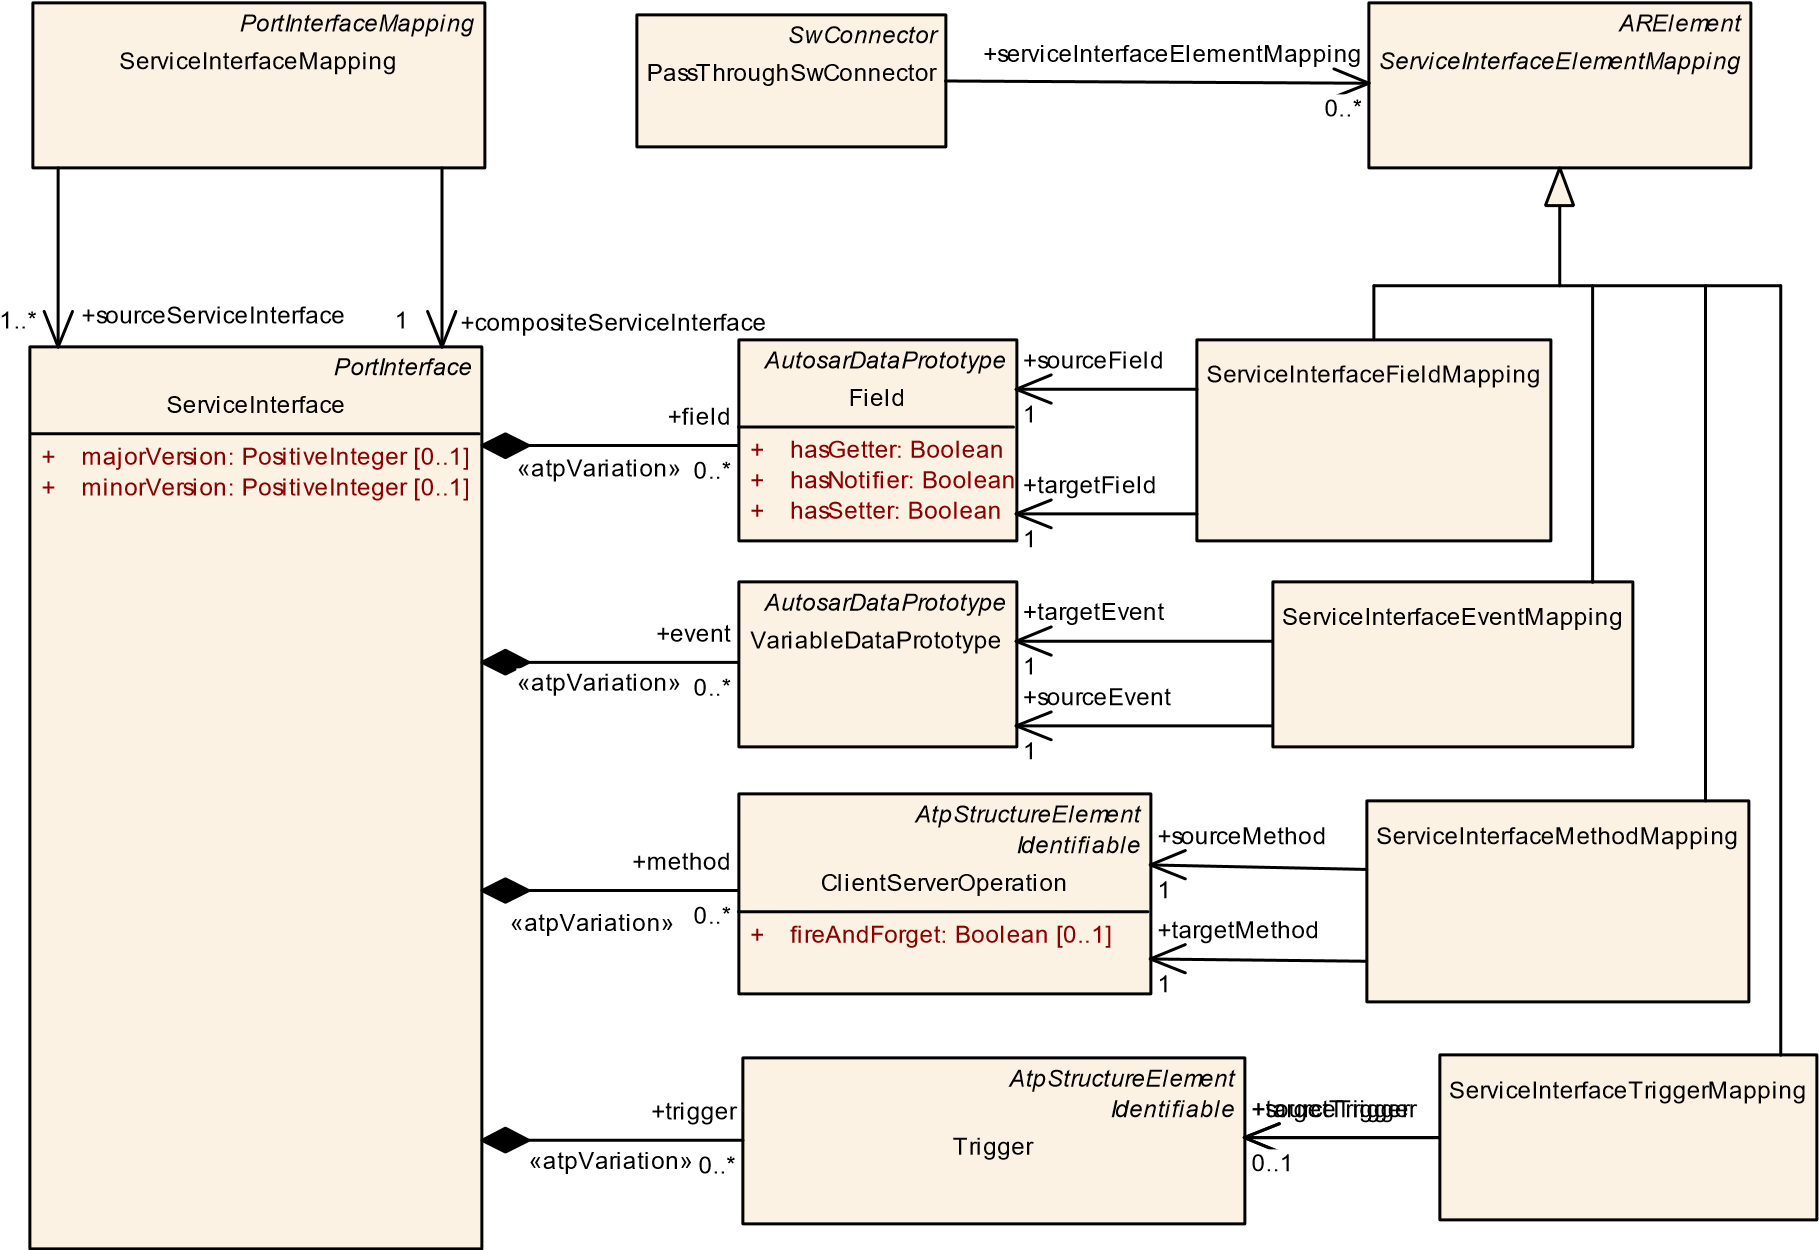 PortInterfaceMapping
ServiceInterfaceMapping
SwConnector
PassThroughSwConnector
+serviceInterfaceElementMapping
0..*
ARElement
ServiceInterfaceElementMapping
1..*
+sourceServiceInterface
1
+compositeServiceInterface
PortInterface
ServiceInterface
+ majorVersion: PositiveInteger [0..1]
+ minorVersion: PositiveInteger [0..1]
+field
«atpVariation»
0..*
AutosarDataPrototype
Field
+ hasGetter: Boolean
+ hasNotifier: Boolean
+ hasSetter: Boolean
+sourceField
1
+targetField
1
ServiceInterfaceFieldMapping
+event
«atpVariation»
0..*
AutosarDataPrototype
VariableDataPrototype
+targetEvent
1
+sourceEvent
1
ServiceInterfaceEventMapping
+method
«atpVariation»
0..*
AtpStructureElement
Identifiable
ClientServerOperation
+ fireAndForget: Boolean [0..1]
+sourceMethod
1
+targetMethod
1
ServiceInterfaceMethodMapping
+trigger
«atpVariation»
0..*
AtpStructureElement
Identifiable
Trigger
+sourceTrigger
+targetTrigger
0..1
ServiceInterfaceTriggerMapping